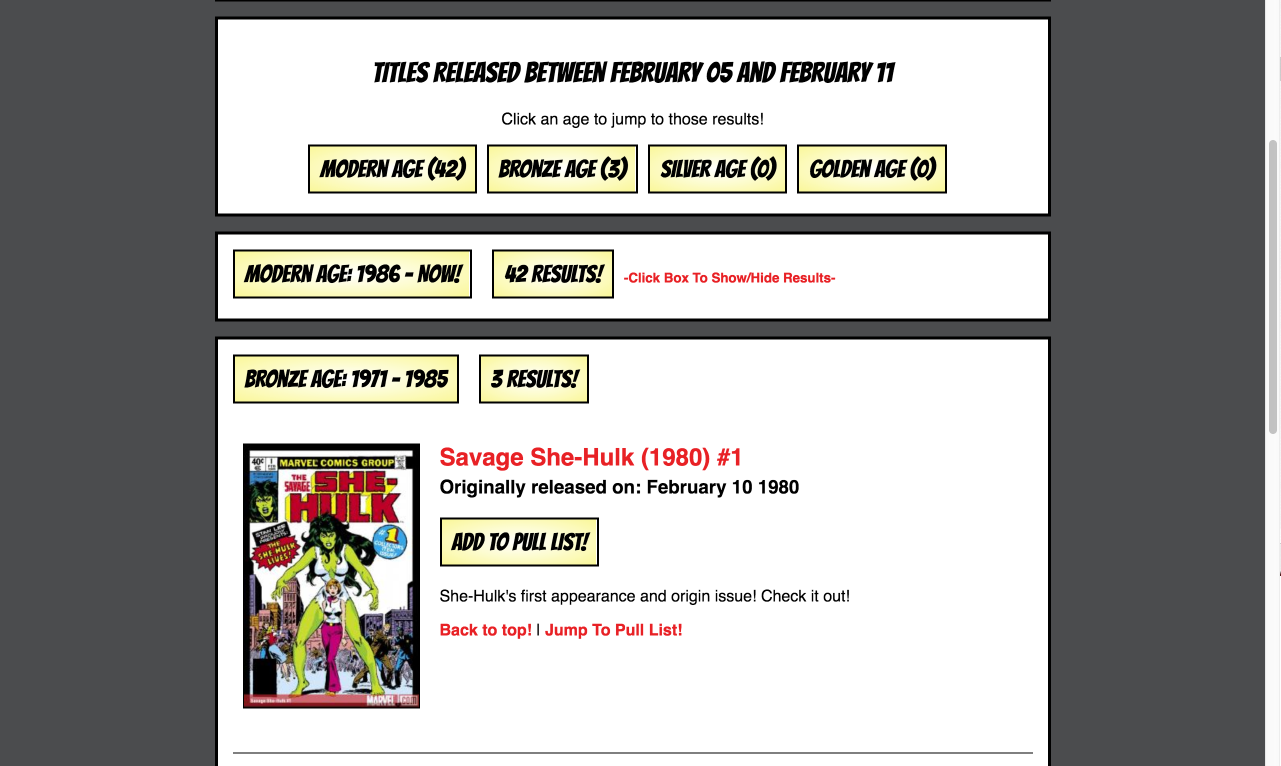 TITLES RELEASED BETWEEN FEBRUARY 05 AND FEBRUARY 11
Click an age to jump to those results!
MODERN AGE (42) BRONZE AGE (3) SILVER AGE (0) GOLDEN AGE (0)
MODERN AGE: 1986 - NOW! 42 RESULTS! -Click Box To Show/Hide Results-
BRONZE AGE: 1971 - 1985 3 RESULTS!
40¢ 1
MARVEL COMICS GROUP
THE SAVAGE SHE-HULK
STAN LEE PRESENTS:
THE SHE-HULK LIVES!
#1 COLLECTORS ITEM ISSUE!
Savage She-Hulk #1
MARVEL .com
Savage She-Hulk (1980) #1
Originally released on: February 10 1980
ADD TO PULL LIST!
She-Hulk's first appearance and origin issue! Check it out!
Back to top! | Jump To Pull List!